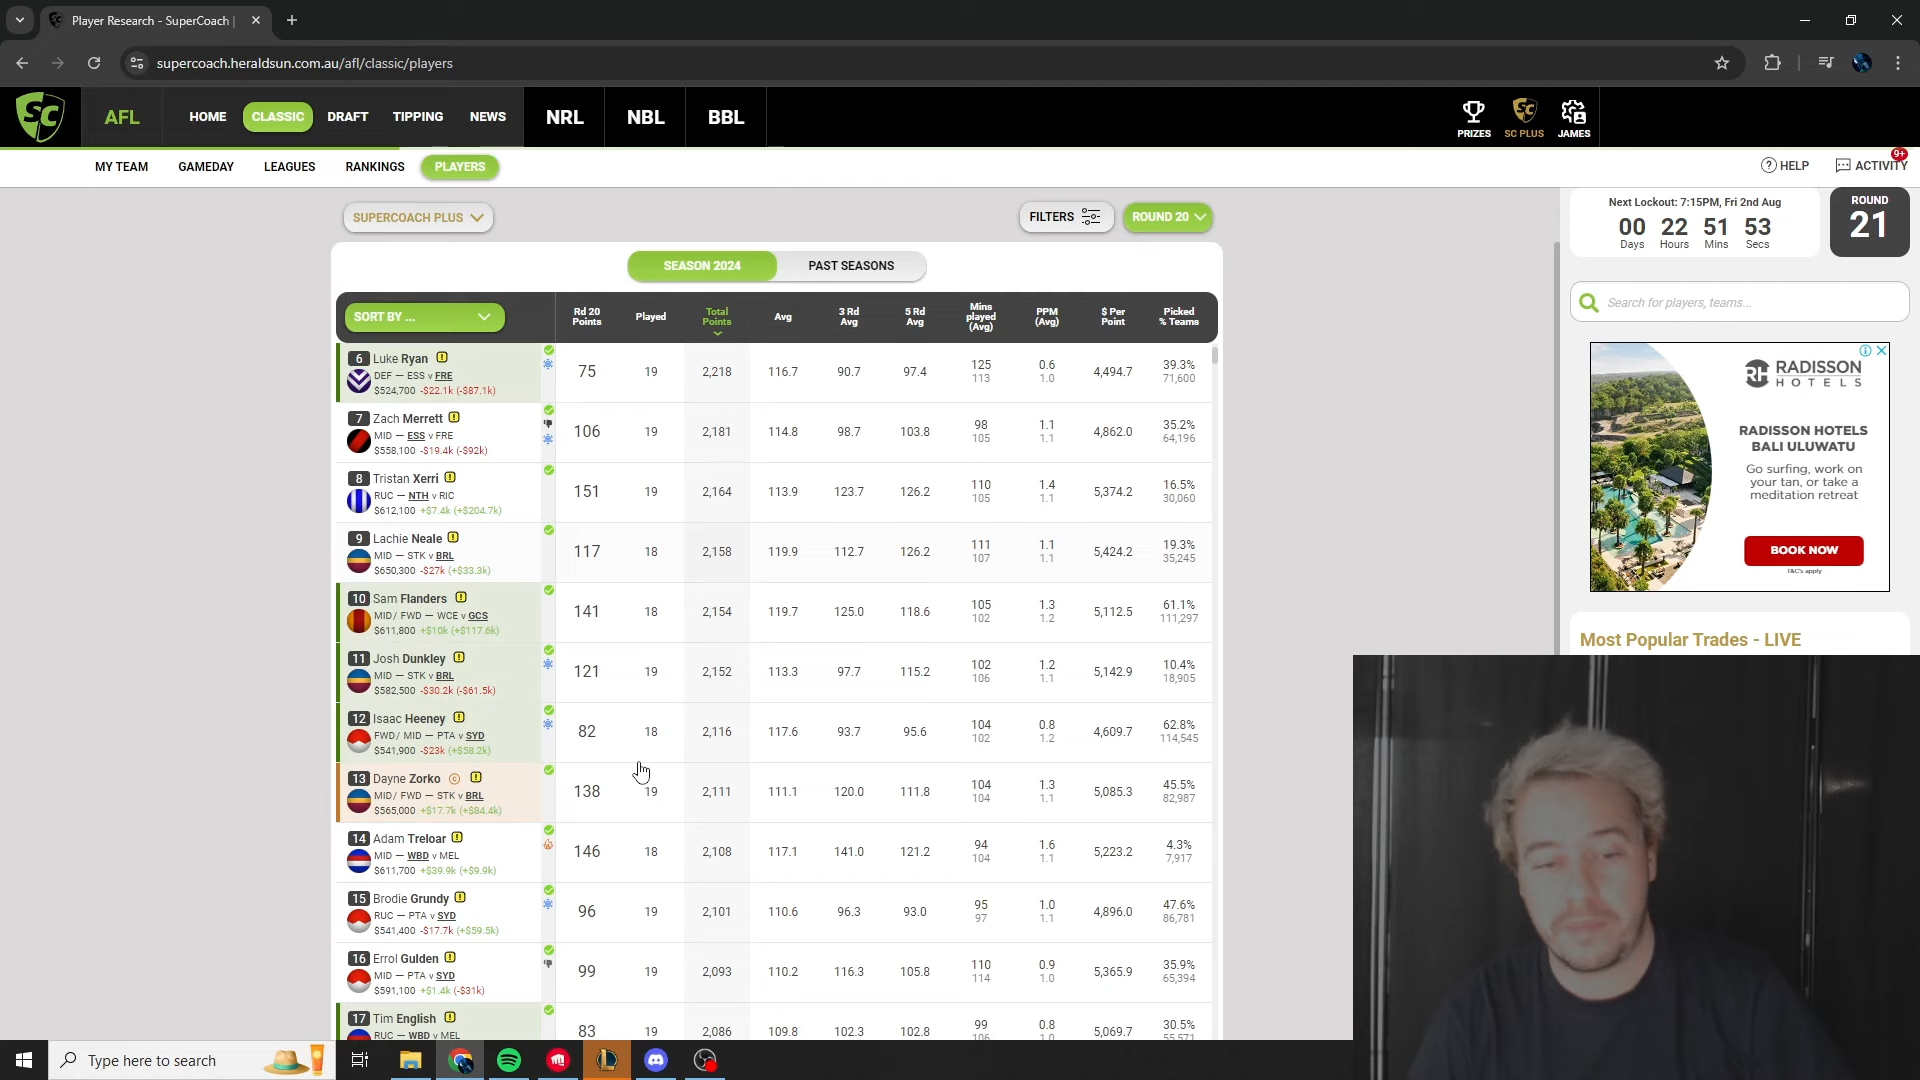 Player Research - SuperCoach |
supercoach.heraldsun.com.au/afl/classic/players
SC AFL HOME CLASSIC DRAFT TIPPING NEWS NRL NBL BBL PRIZES SC PLUS JAMES
MY TEAM GAMEDAY LEAGUES RANKINGS PLAYERS HELP ACTIVITY 9+
SUPERCOACH PLUS FILTERS ROUND 20
SEASON 2024 PAST SEASONS
SORT BY ... Rd 20 Points Played Total Points Avg 3 Rd Avg 5 Rd Avg Mins played (Avg) PPM (Avg) $ Per Point Picked % Teams
6 Luke Ryan
DEF — ESS v FRE
$524,700 -$22.1k (-$87.1k)
75 19 2,218 116.7 90.7 97.4 125 113 0.6 1.0 4,494.7 39.3% 71,600
7 Zach Merrett
MID — ESS v FRE
$558,100 -$19.4k (-$92k)
106 19 2,181 114.8 98.7 103.8 98 105 1.1 1.1 4,862.0 35.2% 64,196
8 Tristan Xerri
RUC — NTH v RIC
$612,100 +$7.4k (+$204.7k)
151 19 2,164 113.9 123.7 126.2 110 105 1.4 1.1 5,374.2 16.5% 30,060
9 Lachie Neale
MID — STK v BRL
$650,300 -$27k (+$33.3k)
117 18 2,158 119.9 112.7 126.2 111 107 1.1 1.1 5,424.2 19.3% 35,245
10 Sam Flanders
MID/ FWD — WCE v GCS
$611,800 +$10k (+$117.6k)
141 18 2,154 119.7 125.0 118.6 105 102 1.3 1.2 5,112.5 61.1% 111,297
11 Josh Dunkley
MID — STK v BRL
$582,500 -$30.2k (-$61.5k)
121 19 2,152 113.3 97.7 115.2 102 106 1.2 1.1 5,142.9 10.4% 18,905
12 Isaac Heeney
FWD/ MID — PTA v SYD
$541,900 -$23k (+$58.2k)
82 18 2,116 117.6 93.7 95.6 104 102 0.8 1.2 4,609.7 62.8% 114,545
13 Dayne Zorko C
MID/ FWD — STK v BRL
$565,000 +$17.7k (+$84.4k)
138 19 2,111 111.1 120.0 111.8 104 104 1.3 1.1 5,085.3 45.5% 82,987
14 Adam Treloar
MID — WBD v MEL
$611,700 +$39.9k (+$9.9k)
146 18 2,108 117.1 141.0 121.2 94 104 1.6 1.1 5,223.2 4.3% 7,917
15 Brodie Grundy
RUC — PTA v SYD
$541,400 -$17.7k (+$59.5k)
96 19 2,101 110.6 96.3 93.0 95 97 1.0 1.1 4,896.0 47.6% 86,781
16 Errol Gulden
MID — PTA v SYD
$591,100 +$1.4k (-$31k)
99 19 2,093 110.2 116.3 105.8 110 114 0.9 1.0 5,365.9 35.9% 65,394
17 Tim English
RUC — WBD v MEL
83 19 2,086 109.8 102.3 102.8 99 106 0.8 1.1 5,069.7 30.5% 55,571
Next Lockout: 7:15PM, Fri 2nd Aug
00 22 51 53
Days Hours Mins Secs
ROUND
21
Search for players, teams...
RADISSON
HOTELS
RADISSON HOTELS
BALI ULUWATU
Go surfing, work on
your tan, or take a
meditation retreat
BOOK NOW
T&C's apply
Most Popular Trades - LIVE
Type here to search